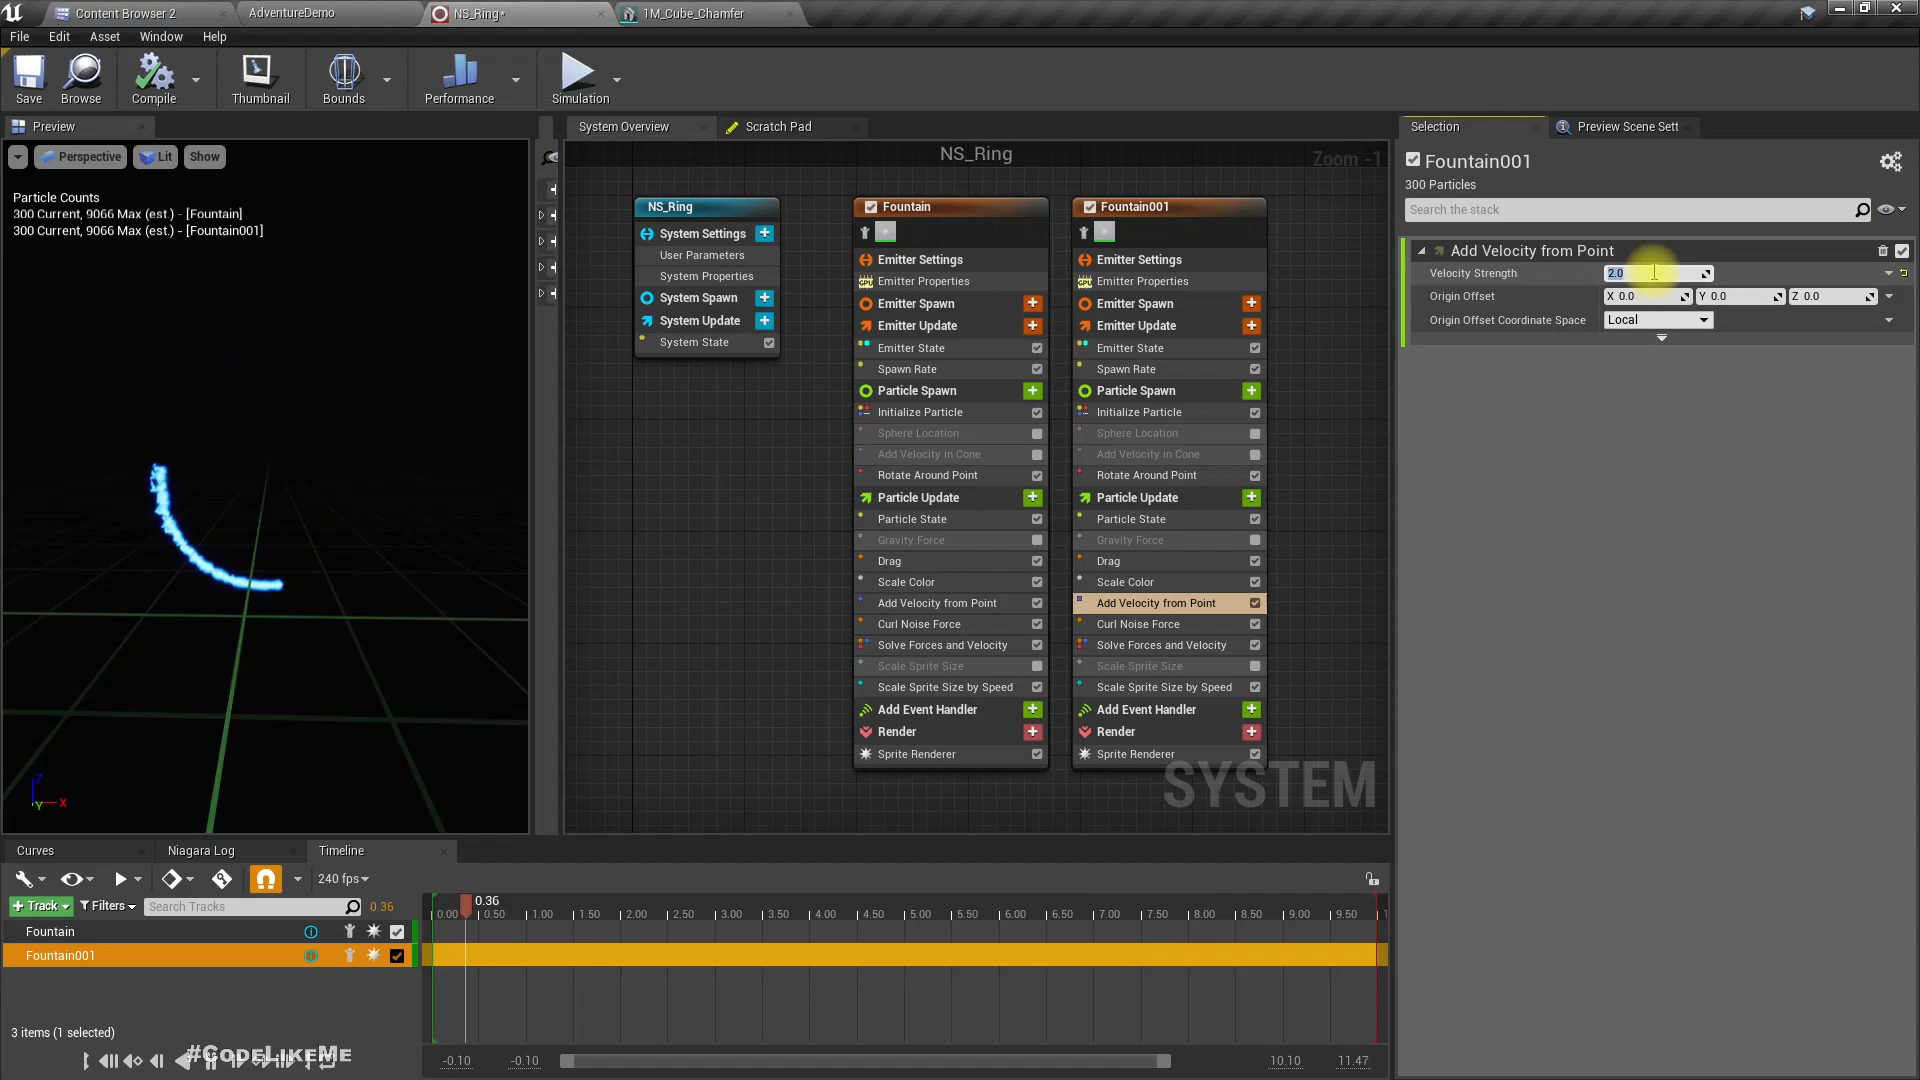 Content Browser 2
AdventureDemo
NS_Ring*
1M_Cube_Chamfer
File Edit Asset Window Help
Save
Browse
Compile
Thumbnail
Bounds
Performance
Simulation
Preview
Perspective
Lit
Show
Particle Counts
300 Current, 9066 Max (est.) - [Fountain]
300 Current, 9066 Max (est.) - [Fountain001]
Z
Y
X
System Overview
Scratch Pad
NS_Ring
Zoom -1
NS_Ring
System Settings
User Parameters
System Properties
System Spawn
System Update
System State
Fountain
Emitter Settings
GPU Emitter Properties
Emitter Spawn
Emitter Update
Emitter State
Spawn Rate
Particle Spawn
Initialize Particle
Sphere Location
Add Velocity in Cone
Rotate Around Point
Particle Update
Particle State
Gravity Force
Drag
Scale Color
Add Velocity from Point
Curl Noise Force
Solve Forces and Velocity
Scale Sprite Size
Scale Sprite Size by Speed
Add Event Handler
Render
Sprite Renderer
Fountain001
Emitter Settings
GPU Emitter Properties
Emitter Spawn
Emitter Update
Emitter State
Spawn Rate
Particle Spawn
Initialize Particle
Sphere Location
Add Velocity in Cone
Rotate Around Point
Particle Update
Particle State
Gravity Force
Drag
Scale Color
Add Velocity from Point
Curl Noise Force
Solve Forces and Velocity
Scale Sprite Size
Scale Sprite Size by Speed
Add Event Handler
Render
Sprite Renderer
SYSTEM
Selection
Preview Scene Sett
Fountain001
300 Particles
Search the stack
Add Velocity from Point
Velocity Strength 2.0
Origin Offset X 0.0 Y 0.0 Z 0.0
Origin Offset Coordinate Space Local
Curves
Niagara Log
Timeline
240 fps
+ Track
Filters
Search Tracks
0.36
0.36
0.00 0.50 1.00 1.50 2.00 2.50 3.00 3.50 4.00 4.50 5.00 5.50 6.00 6.50 7.00 7.50 8.00 8.50 9.00 9.50 1
Fountain
Fountain001
3 items (1 selected)
#CodeLikeMe
-0.10 -0.10 10.10 11.47